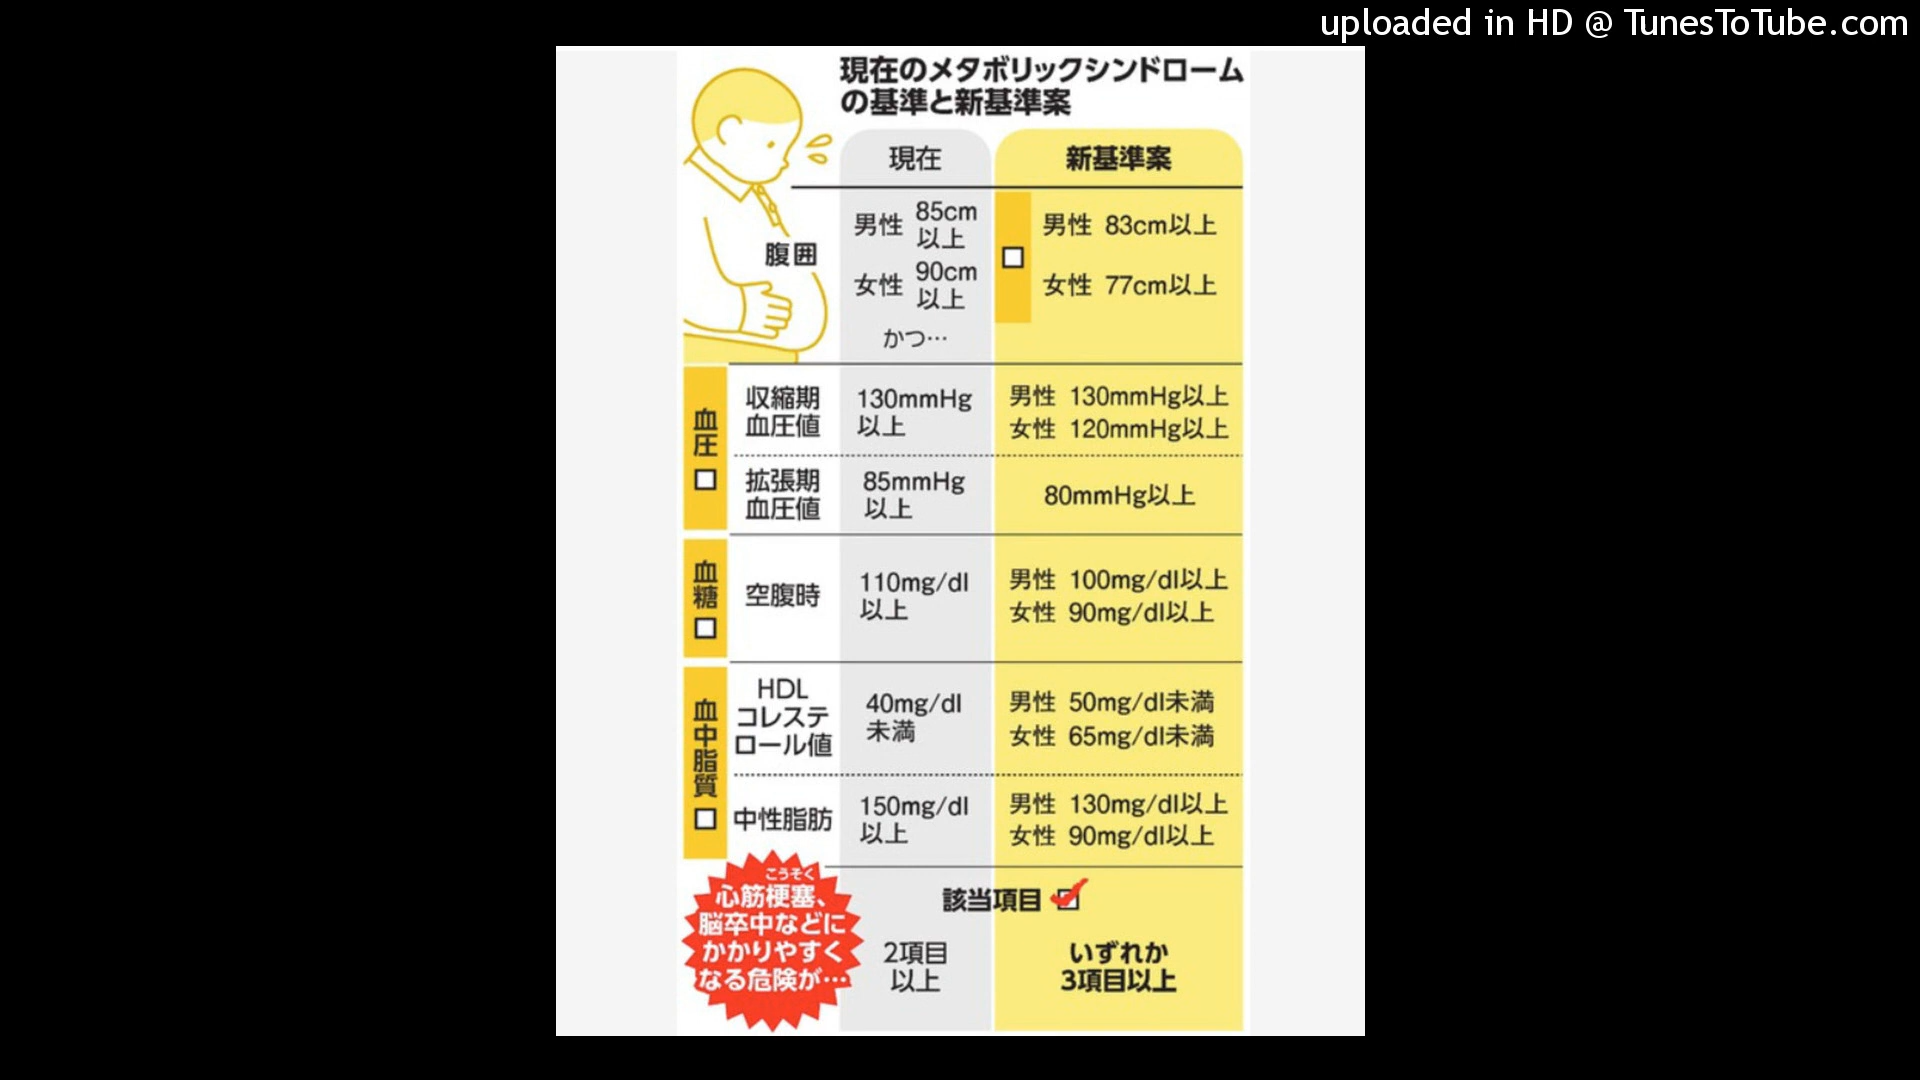 uploaded in HD @ TunesToTube.com
現在のメタボリックシンドローム
の基準と新基準案
現在
新基準案
腹囲
男性 85cm
以上
女性 90cm
以上
かつ…
男性 83cm以上
女性 77cm以上
血圧
収縮期
血圧値
130mmHg
以上
男性 130mmHg以上
女性 120mmHg以上
拡張期
血圧値
85mmHg
以上
80mmHg以上
血糖
空腹時
110mg/dl
以上
男性 100mg/dl以上
女性 90mg/dl以上
血中脂質
HDL
コレステ
ロール値
40mg/dl
未満
男性 50mg/dl未満
女性 65mg/dl未満
中性脂肪
150mg/dl
以上
男性 130mg/dl以上
女性 90mg/dl以上
こうそく
心筋梗塞、
脳卒中などに
かかりやすく
なる危険が…
該当項目
2項目
以上
いずれか
3項目以上